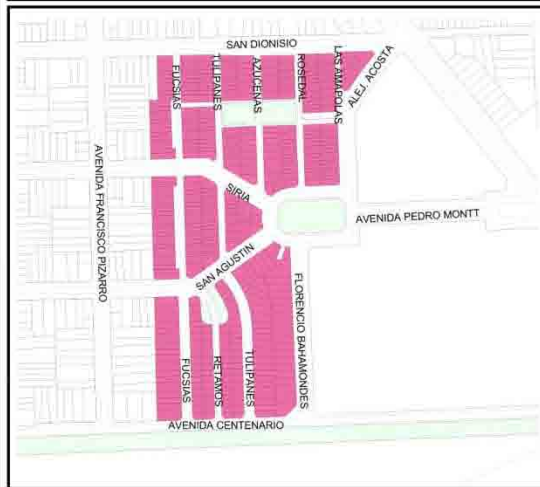 SAN DIONISIO
FUCSIAS
TULIPANES
AZUCENAS
ROSEDAL
LAS AMAPOLAS
ALEJ. ACOSTA
AVENIDA FRANCISCO PIZARRO
SIRIA
AVENIDA PEDRO MONTT
SAN AGUSTIN
FLORENCIO BAHAMONDES
FUCSIAS
RETAMOS
TULIPANES
AVENIDA CENTENARIO